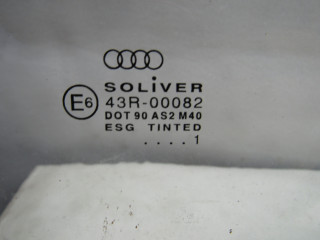 SOLiVER
E6 43R-00082
DOT 90 AS2 M40
ESG TINTED
. . . . 1